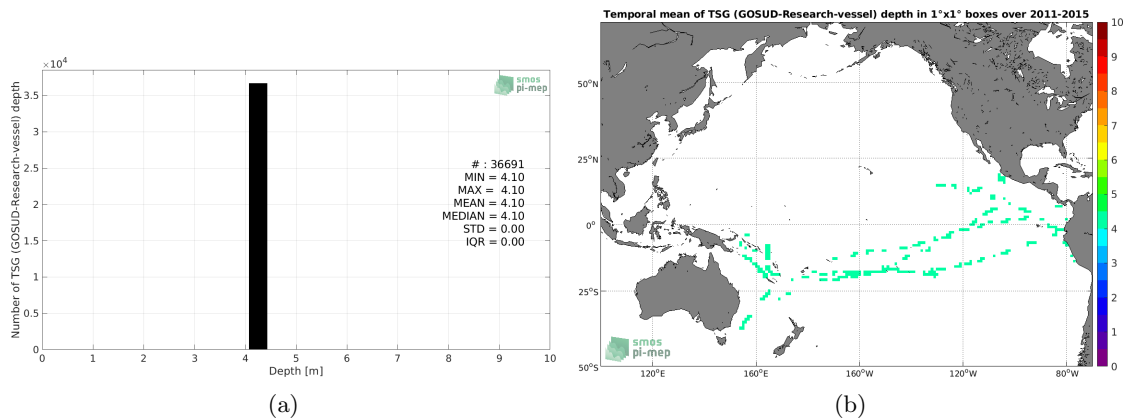 ×10⁴
Number of TSG (GOSUD-Research-vessel) depth
3.5
3
2.5
2
1.5
1
0.5
0
0 1 2 3 4 5 6 7 8 9 10
Depth [m]
smos
pi-mep
# : 36691
MIN = 4.10
MAX = 4.10
MEAN = 4.10
MEDIAN = 4.10
STD = 0.00
IQR = 0.00
(a)
Temporal mean of TSG (GOSUD-Research-vessel) depth in 1°x1° boxes over 2011-2015
50°N
25°N
0°
25°S
50°S
120°E 160°E 160°W 120°W 80°W
smos
pi-mep
10
9
8
7
6
5
4
3
2
1
0
(b)